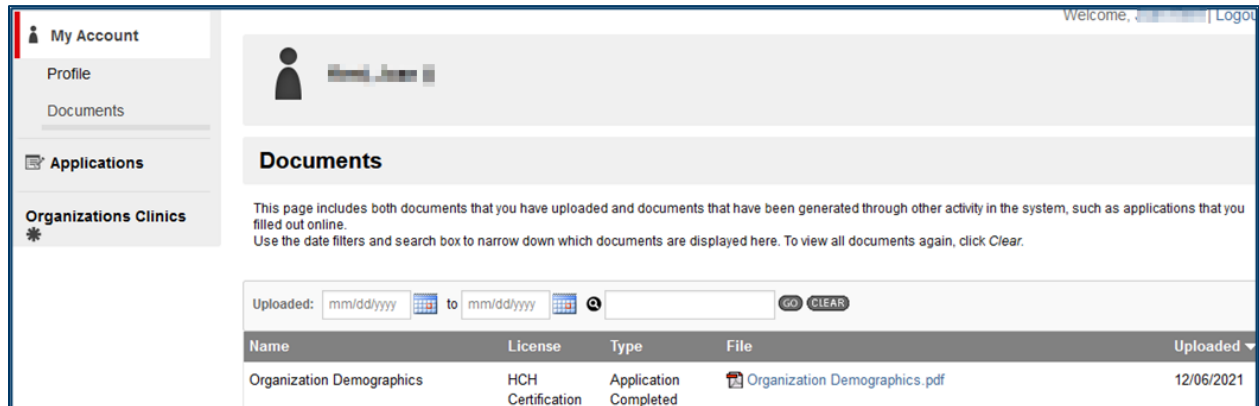 Welcome, | Logou
My Account
Profile
Documents
Applications
Organizations Clinics
Documents
This page includes both documents that you have uploaded and documents that have been generated through other activity in the system, such as applications that you
filled out online.
Use the date filters and search box to narrow down which documents are displayed here. To view all documents again, click Clear.
Uploaded: mm/dd/yyyy to mm/dd/yyyy GO CLEAR
Name License Type File Uploaded
Organization Demographics HCH Application Organization Demographics.pdf 12/06/2021
Certification Completed